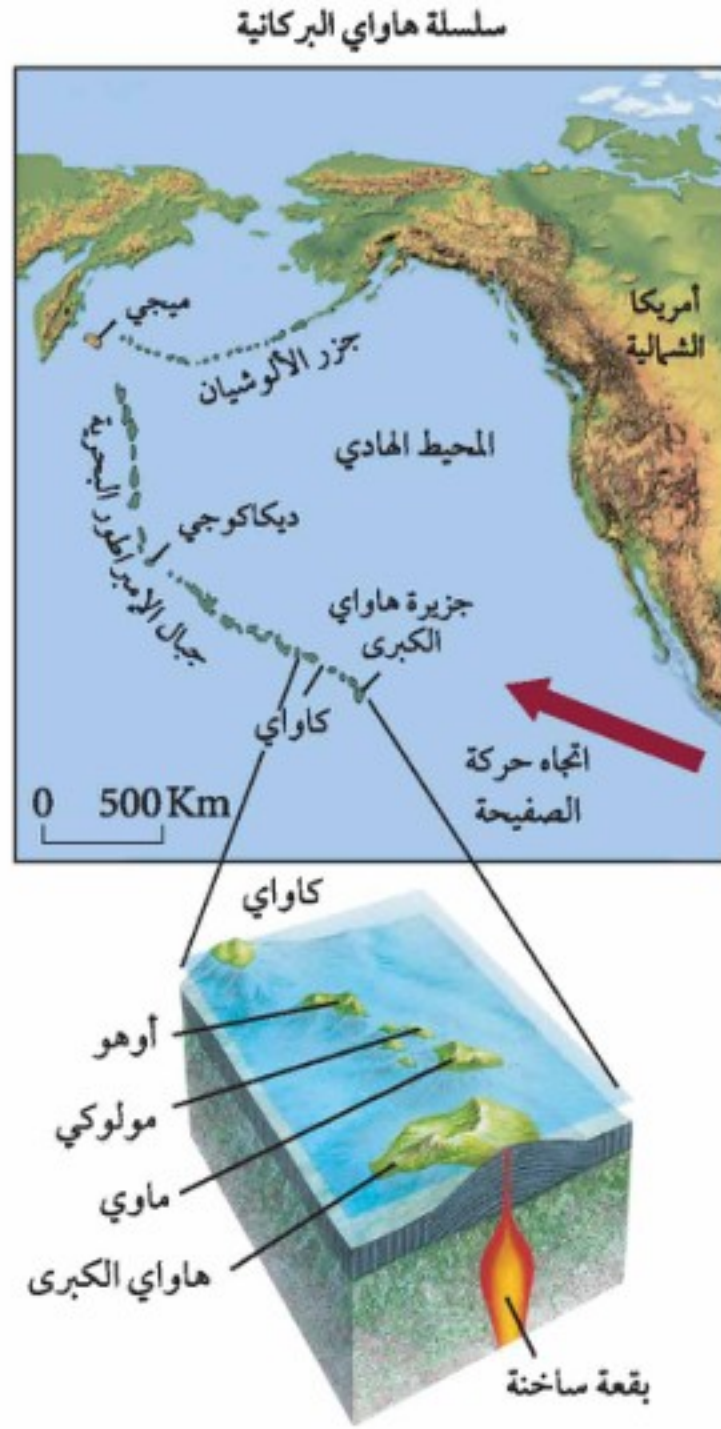 سلسلة هاواي البركانية
أمريكا
الشمالية
ميجي
جزر الألوشيان
المحيط الهادي
جبال الإمبراطور البحرية
ديكاكوجي
جزيرة هاواي
الكبرى
كاواي
اتجاه حركة
الصفيحة
0 500 Km
كاواي
أوهو
مولوكي
ماوي
هاواي الكبرى
بقعة ساخنة